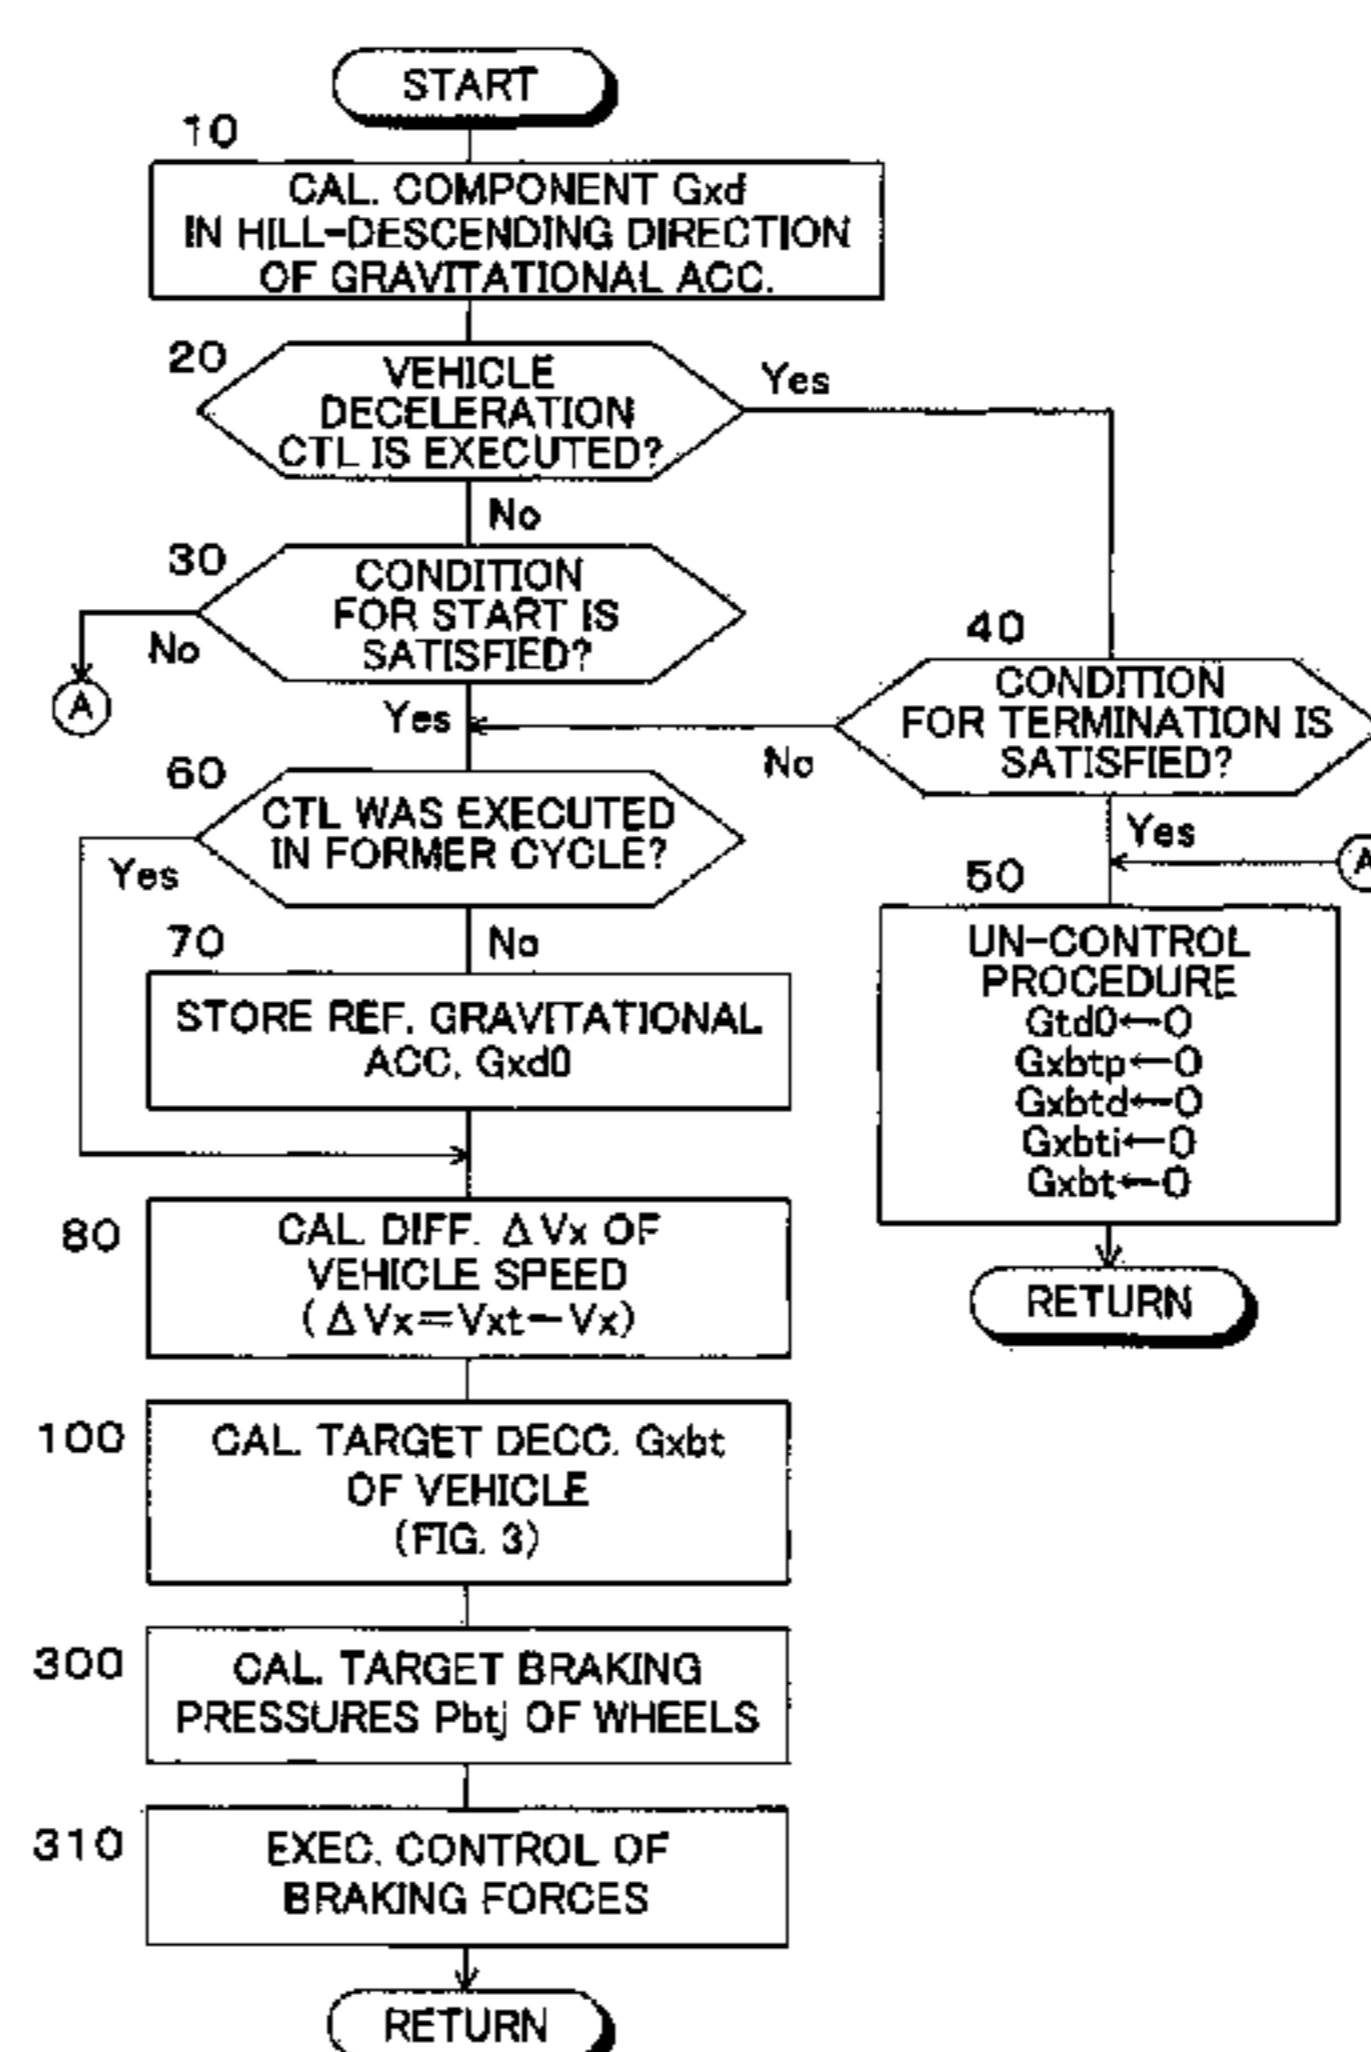 START
10
CAL. COMPONENT Gxd
IN HILL-DESCENDING DIRECTION
OF GRAVITATIONAL ACC.
20
VEHICLE
DECELERATION
CTL IS EXECUTED?
Yes
No
30
CONDITION
FOR START IS
SATISFIED?
No
A
Yes
40
CONDITION
FOR TERMINATION IS
SATISFIED?
No
Yes
A
60
CTL WAS EXECUTED
IN FORMER CYCLE?
Yes
No
50
UN-CONTROL
PROCEDURE
Gtd0←0
Gxbtp←0
Gxbtd←0
Gxbti←0
Gxbt←0
RETURN
70
STORE REF. GRAVITATIONAL
ACC. Gxd0
80
CAL. DIFF. ΔVx OF
VEHICLE SPEED
(ΔVx=Vxt-Vx)
100
CAL. TARGET DECC. Gxbt
OF VEHICLE
(FIG. 3)
300
CAL. TARGET BRAKING
PRESSURES Pbtj OF WHEELS
310
EXEC. CONTROL OF
BRAKING FORCES
RETURN